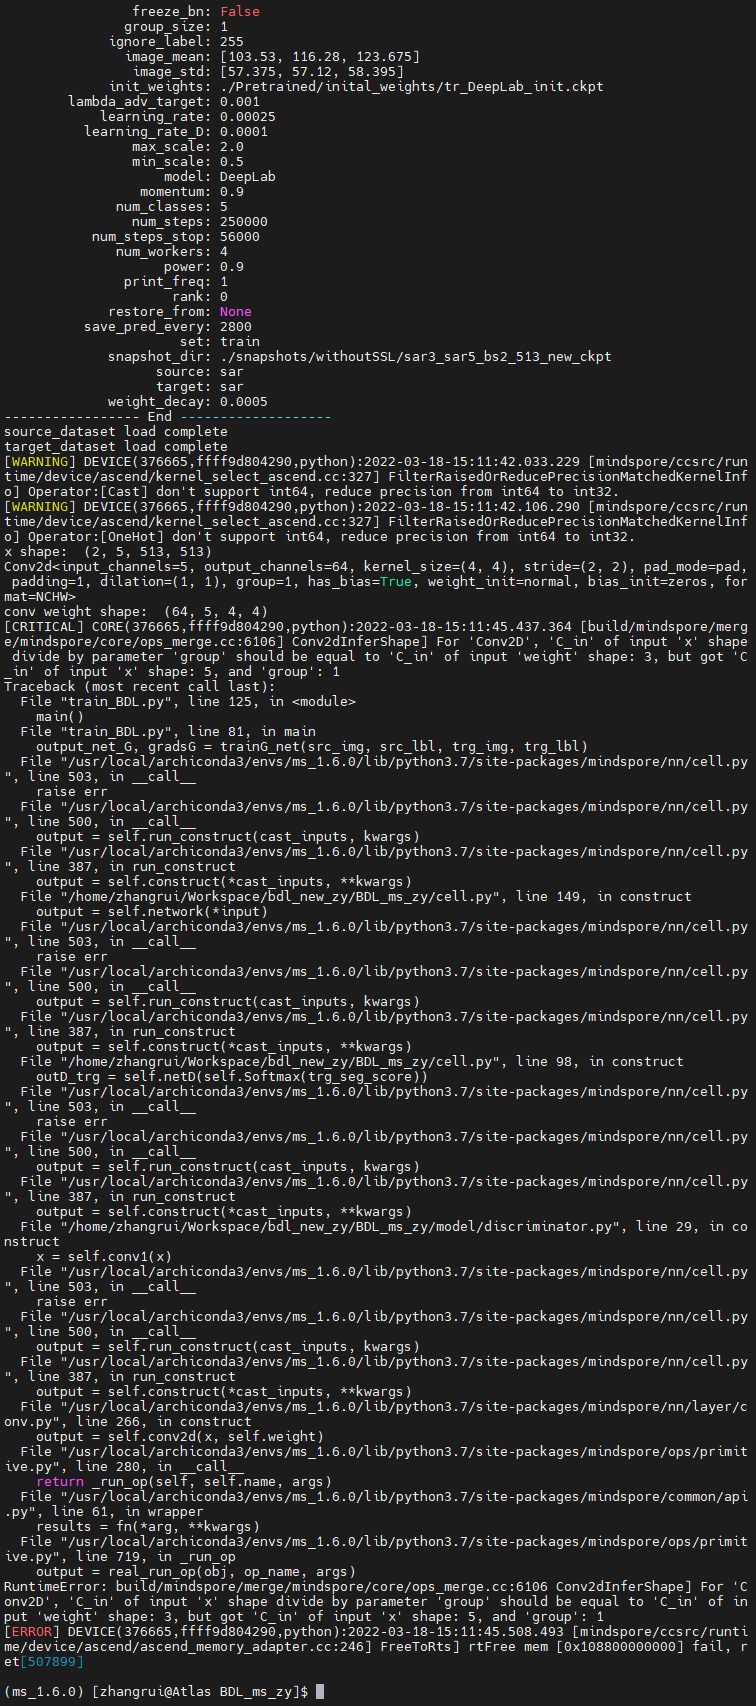 freeze_bn: False
group_size: 1
ignore_label: 255
image_mean: [103.53, 116.28, 123.675]
image_std: [57.375, 57.12, 58.395]
init_weights: ./Pretrained/inital_weights/tr_DeepLab_init.ckpt
lambda_adv_target: 0.001
learning_rate: 0.00025
learning_rate_D: 0.0001
max_scale: 2.0
min_scale: 0.5
model: DeepLab
momentum: 0.9
num_classes: 5
num_steps: 250000
num_steps_stop: 56000
num_workers: 4
power: 0.9
print_freq: 1
rank: 0
restore_from: None
save_pred_every: 2800
set: train
snapshot_dir: ./snapshots/withoutSSL/sar3_sar5_bs2_513_new_ckpt
source: sar
target: sar
weight_decay: 0.0005
----------------- End -------------------
source_dataset load complete
target_dataset load complete
[WARNING] DEVICE(376665,ffff9d804290,python):2022-03-18-15:11:42.033.229 [mindspore/ccsrc/run
time/device/ascend/kernel_select_ascend.cc:327] FilterRaisedOrReducePrecisionMatchedKernelInf
o] Operator:[Cast] don't support int64, reduce precision from int64 to int32.
[WARNING] DEVICE(376665,ffff9d804290,python):2022-03-18-15:11:42.106.290 [mindspore/ccsrc/run
time/device/ascend/kernel_select_ascend.cc:327] FilterRaisedOrReducePrecisionMatchedKernelInf
o] Operator:[OneHot] don't support int64, reduce precision from int64 to int32.
x shape:  (2, 5, 513, 513)
Conv2d<input_channels=5, output_channels=64, kernel_size=(4, 4), stride=(2, 2), pad_mode=pad,
 padding=1, dilation=(1, 1), group=1, has_bias=True, weight_init=normal, bias_init=zeros, for
mat=NCHW>
conv weight shape:  (64, 5, 4, 4)
[CRITICAL] CORE(376665,ffff9d804290,python):2022-03-18-15:11:45.437.364 [build/mindspore/merg
e/mindspore/core/ops_merge.cc:6106] Conv2dInferShape] For 'Conv2D', 'C_in' of input 'x' shape
 divide by parameter 'group' should be equal to 'C_in' of input 'weight' shape: 3, but got 'C
_in' of input 'x' shape: 5, and 'group': 1
Traceback (most recent call last):
  File "train_BDL.py", line 125, in <module>
    main()
  File "train_BDL.py", line 81, in main
    output_net_G, gradsG = trainG_net(src_img, src_lbl, trg_img, trg_lbl)
  File "/usr/local/archiconda3/envs/ms_1.6.0/lib/python3.7/site-packages/mindspore/nn/cell.py
", line 503, in __call__
    raise err
  File "/usr/local/archiconda3/envs/ms_1.6.0/lib/python3.7/site-packages/mindspore/nn/cell.py
", line 500, in __call__
    output = self.run_construct(cast_inputs, kwargs)
  File "/usr/local/archiconda3/envs/ms_1.6.0/lib/python3.7/site-packages/mindspore/nn/cell.py
", line 387, in run_construct
    output = self.construct(*cast_inputs, **kwargs)
  File "/home/zhangrui/Workspace/bdl_new_zy/BDL_ms_zy/cell.py", line 149, in construct
    output = self.network(*input)
  File "/usr/local/archiconda3/envs/ms_1.6.0/lib/python3.7/site-packages/mindspore/nn/cell.py
", line 503, in __call__
    raise err
  File "/usr/local/archiconda3/envs/ms_1.6.0/lib/python3.7/site-packages/mindspore/nn/cell.py
", line 500, in __call__
    output = self.run_construct(cast_inputs, kwargs)
  File "/usr/local/archiconda3/envs/ms_1.6.0/lib/python3.7/site-packages/mindspore/nn/cell.py
", line 387, in run_construct
    output = self.construct(*cast_inputs, **kwargs)
  File "/home/zhangrui/Workspace/bdl_new_zy/BDL_ms_zy/cell.py", line 98, in construct
    outD_trg = self.netD(self.Softmax(trg_seg_score))
  File "/usr/local/archiconda3/envs/ms_1.6.0/lib/python3.7/site-packages/mindspore/nn/cell.py
", line 503, in __call__
    raise err
  File "/usr/local/archiconda3/envs/ms_1.6.0/lib/python3.7/site-packages/mindspore/nn/cell.py
", line 500, in __call__
    output = self.run_construct(cast_inputs, kwargs)
  File "/usr/local/archiconda3/envs/ms_1.6.0/lib/python3.7/site-packages/mindspore/nn/cell.py
", line 387, in run_construct
    output = self.construct(*cast_inputs, **kwargs)
  File "/home/zhangrui/Workspace/bdl_new_zy/BDL_ms_zy/model/discriminator.py", line 29, in co
nstruct
    x = self.conv1(x)
  File "/usr/local/archiconda3/envs/ms_1.6.0/lib/python3.7/site-packages/mindspore/nn/cell.py
", line 503, in __call__
    raise err
  File "/usr/local/archiconda3/envs/ms_1.6.0/lib/python3.7/site-packages/mindspore/nn/cell.py
", line 500, in __call__
    output = self.run_construct(cast_inputs, kwargs)
  File "/usr/local/archiconda3/envs/ms_1.6.0/lib/python3.7/site-packages/mindspore/nn/cell.py
", line 387, in run_construct
    output = self.construct(*cast_inputs, **kwargs)
  File "/usr/local/archiconda3/envs/ms_1.6.0/lib/python3.7/site-packages/mindspore/nn/layer/c
onv.py", line 266, in construct
    output = self.conv2d(x, self.weight)
  File "/usr/local/archiconda3/envs/ms_1.6.0/lib/python3.7/site-packages/mindspore/ops/primit
ive.py", line 280, in __call__
    return _run_op(self, self.name, args)
  File "/usr/local/archiconda3/envs/ms_1.6.0/lib/python3.7/site-packages/mindspore/common/api
.py", line 61, in wrapper
    results = fn(*arg, **kwargs)
  File "/usr/local/archiconda3/envs/ms_1.6.0/lib/python3.7/site-packages/mindspore/ops/primit
ive.py", line 719, in _run_op
    output = real_run_op(obj, op_name, args)
RuntimeError: build/mindspore/merge/mindspore/core/ops_merge.cc:6106 Conv2dInferShape] For 'C
onv2D', 'C_in' of input 'x' shape divide by parameter 'group' should be equal to 'C_in' of in
put 'weight' shape: 3, but got 'C_in' of input 'x' shape: 5, and 'group': 1
[ERROR] DEVICE(376665,ffff9d804290,python):2022-03-18-15:11:45.508.493 [mindspore/ccsrc/runti
me/device/ascend/ascend_memory_adapter.cc:246] FreeToRts] rtFree mem [0x108800000000] fail, r
et[507899]
(ms_1.6.0) [zhangrui@Atlas BDL_ms_zy]$